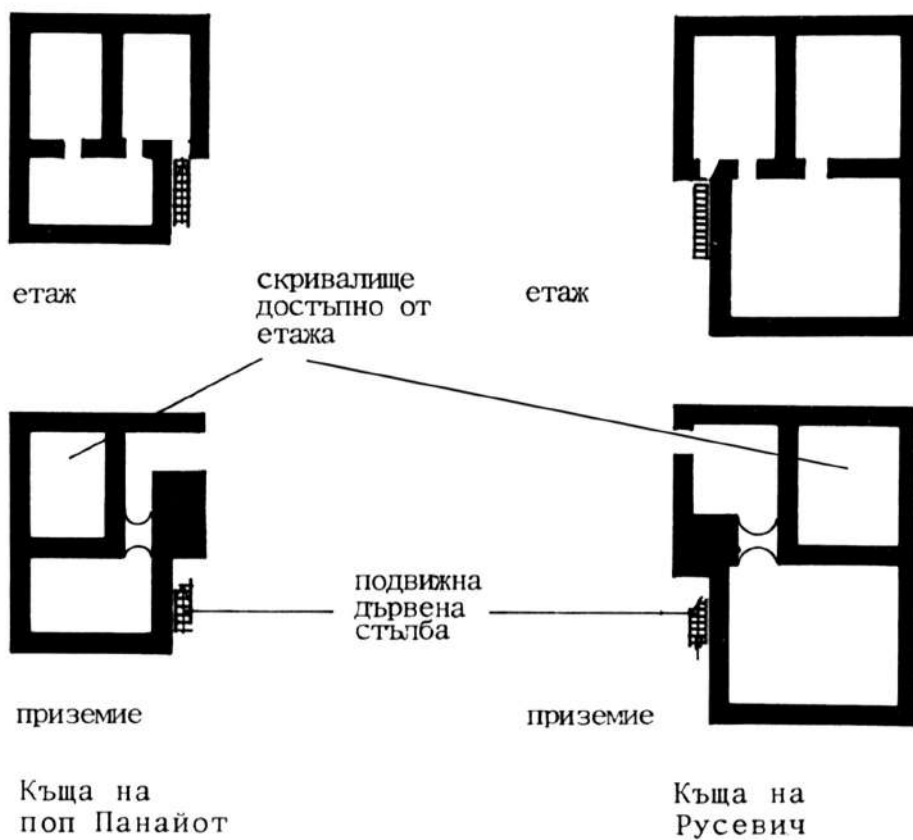 етаж
скривалище
достъпно от
етажа
етаж
подвижна
дървена
стълба
приземие
приземие
Къща на
поп Панайот
Къща на
Русевич